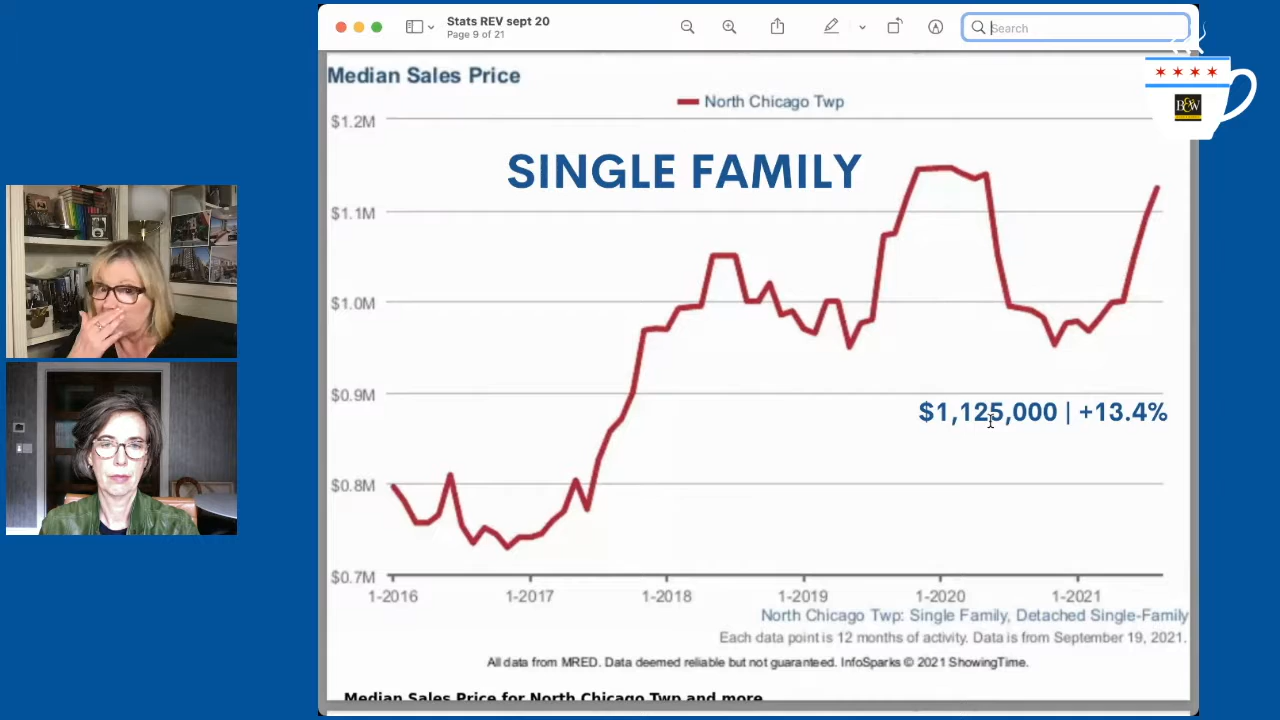 Stats REV sept 20
Page 9 of 21
Search
B&W
Median Sales Price
North Chicago Twp
SINGLE FAMILY
$1.2M
$1.1M
$1.0M
$0.9M
$0.8M
$0.7M
$1,125,000 | +13.4%
1-2016 1-2017 1-2018 1-2019 1-2020 1-2021
North Chicago Twp: Single Family, Detached Single-Family
Each data point is 12 months of activity. Data is from September 19, 2021.
All data from MRED. Data deemed reliable but not guaranteed. InfoSparks © 2021 ShowingTime.
Median Sales Price for North Chicago Twp and more